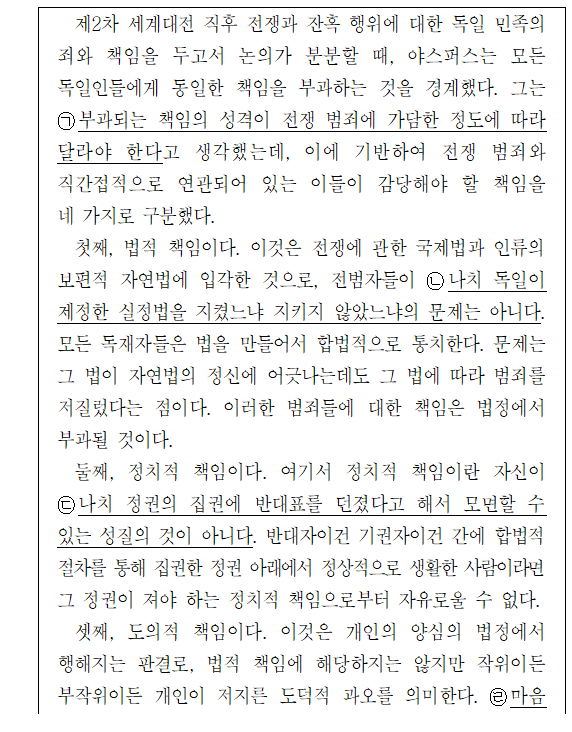 제2차 세계대전 직후 전쟁과 잔혹 행위에 대한 독일 민족의
죄와 책임을 두고서 논의가 분분할 때, 야스퍼스는 모든
독일인들에게 동일한 책임을 부과하는 것을 경계했다. 그는
㉠부과되는 책임의 성격이 전쟁 범죄에 가담한 정도에 따라
달라야 한다고 생각했는데, 이에 기반하여 전쟁 범죄와
직간접적으로 연관되어 있는 이들이 감당해야 할 책임을
네 가지로 구분했다.
첫째, 법적 책임이다. 이것은 전쟁에 관한 국제법과 인류의
보편적 자연법에 입각한 것으로, 전범자들이 ㉡나치 독일이
제정한 실정법을 지켰느냐 지키지 않았느냐의 문제는 아니다.
모든 독재자들은 법을 만들어서 합법적으로 통치한다. 문제는
그 법이 자연법의 정신에 어긋나는데도 그 법에 따라 범죄를
저질렀다는 점이다. 이러한 범죄들에 대한 책임은 법정에서
부과될 것이다.
둘째, 정치적 책임이다. 여기서 정치적 책임이란 자신이
㉢나치 정권의 집권에 반대표를 던졌다고 해서 모면할 수
있는 성질의 것이 아니다. 반대자이건 기권자이건 간에 합법적
절차를 통해 집권한 정권 아래에서 정상적으로 생활한 사람이라면
그 정권이 져야 하는 정치적 책임으로부터 자유로울 수 없다.
셋째, 도의적 책임이다. 이것은 개인의 양심의 법정에서
행해지는 판결로, 법적 책임에 해당하지는 않지만 작위이든
부작위이든 개인이 저지른 도덕적 과오를 의미한다. ㉣마음